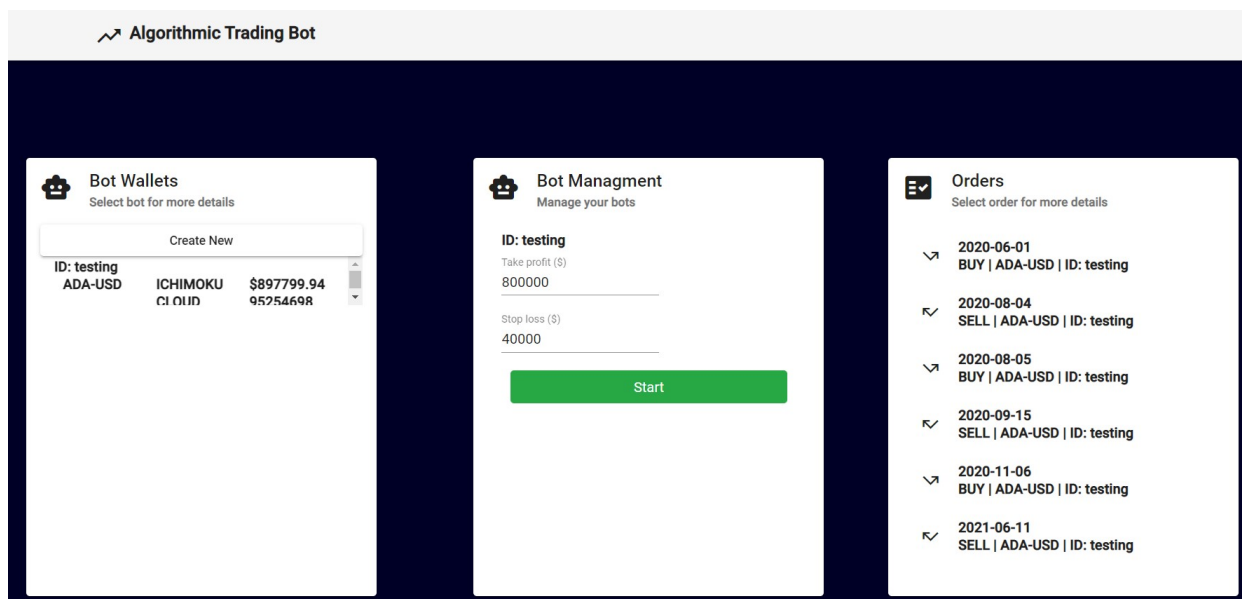 Algorithmic Trading Bot
Bot Wallets
Select bot for more details
Create New
ID: testing
ADA-USD ICHIMOKU $897799.94
CLOUD 95254698
Bot Managment
Manage your bots
ID: testing
Take profit ($)
800000
Stop loss ($)
40000
Start
Orders
Select order for more details
2020-06-01
BUY | ADA-USD | ID: testing
2020-08-04
SELL | ADA-USD | ID: testing
2020-08-05
BUY | ADA-USD | ID: testing
2020-09-15
SELL | ADA-USD | ID: testing
2020-11-06
BUY | ADA-USD | ID: testing
2021-06-11
SELL | ADA-USD | ID: testing